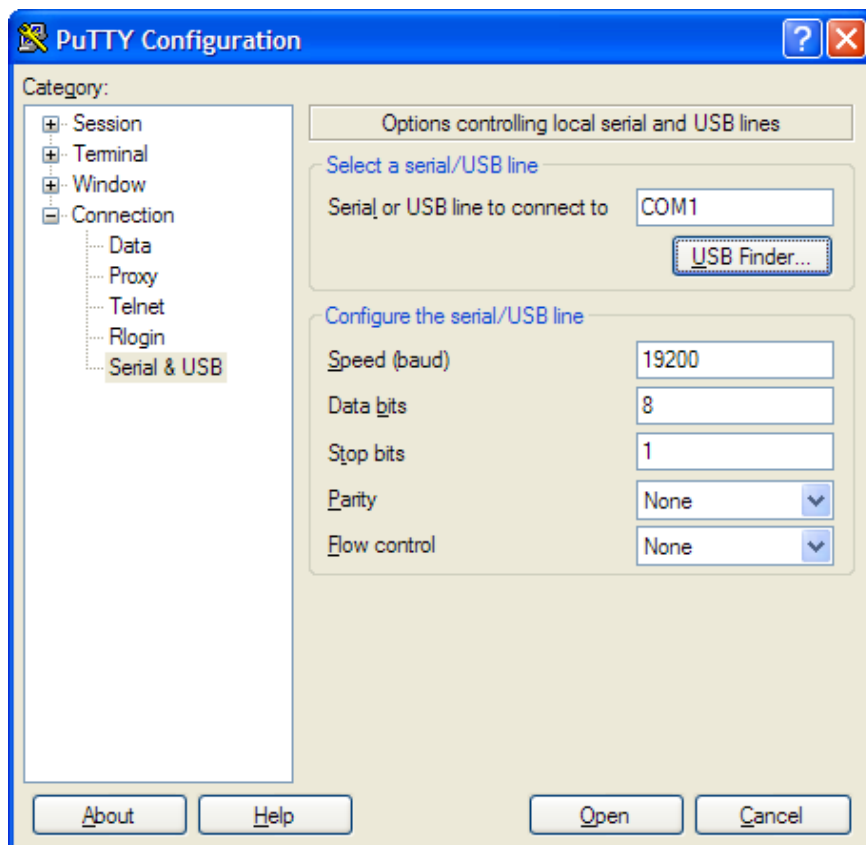 PuTTY Configuration
Category:
Session
Terminal
Window
Connection
Data
Proxy
Telnet
Rlogin
Serial & USB
Options controlling local serial and USB lines
Select a serial/USB line
Serial or USB line to connect to COM1
USB Finder...
Configure the serial/USB line
Speed (baud) 19200
Data bits 8
Stop bits 1
Parity None
Flow control None
About Help Open Cancel